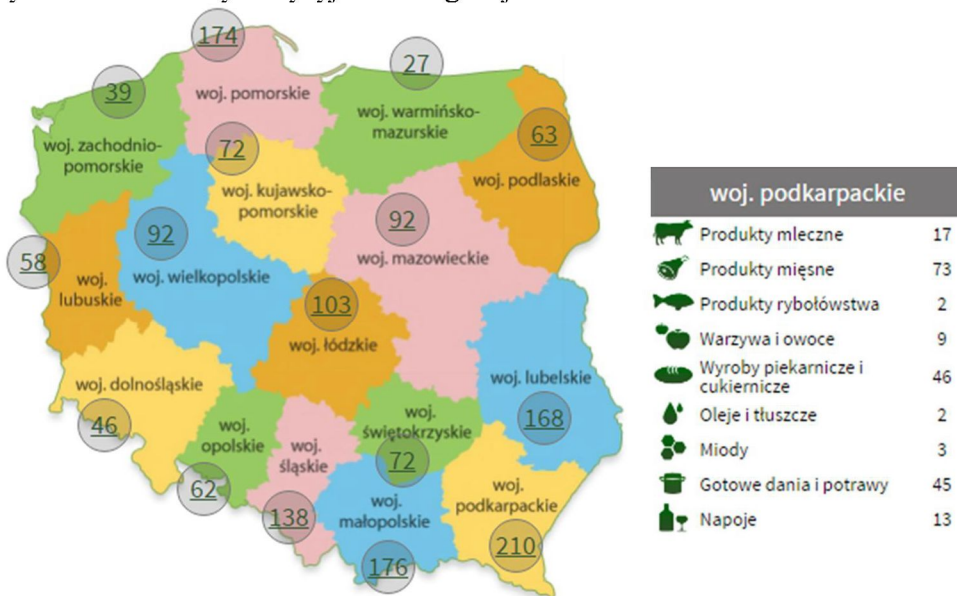 174
woj. pomorskie
27
39
woj. warmińsko-
mazurskie
woj. zachodnio-
pomorskie
72
63
woj. podlaskie
woj. kujawsko-
pomorskie
92
woj. wielkopolskie
92
woj. mazowieckie
58
woj.
lubuskie
103
woj. łódzkie
woj. dolnośląskie
46
woj. lubelskie
168
woj.
opolskie
62
woj.
śląskie
138
woj.
świętokrzyskie
72
woj.
małopolskie
176
woj.
podkarpackie
210
woj. podkarpackie
Produkty mleczne 17
Produkty mięsne 73
Produkty rybołówstwa 2
Warzywa i owoce 9
Wyroby piekarnicze i
cukiernicze 46
Oleje i tłuszcze 2
Miody 3
Gotowe dania i potrawy 45
Napoje 13